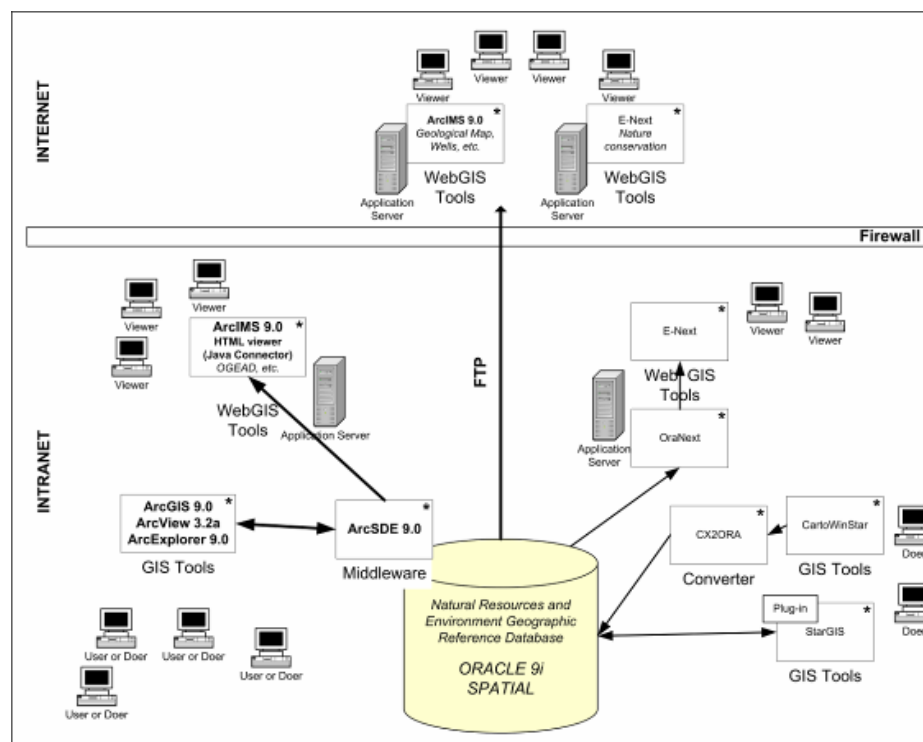 INTERNET
Viewer
Viewer
Viewer
Viewer
*
ArcIMS 9.0
Geological Map,
Wells, etc.
WebGIS
Tools
Application
Server
*
E-Next
Nature
conservation
WebGIS
Tools
Application
Server
Firewall
INTRANET
FTP
Viewer
Viewer
Viewer
*
ArcIMS 9.0
HTML viewer
(Java Connector)
OGEAD, etc.
WebGIS
Tools
Application Server
*
E-Next
Viewer
Viewer
Web GIS
Tools
*
OraNext
Application
Server
*
ArcGIS 9.0
ArcView 3.2a
ArcExplorer 9.0
GIS Tools
*
ArcSDE 9.0
Middleware
*
CX2ORA
Converter
*
CartoWinStar
GIS Tools
Doer
Plug-in
*
StarGIS
GIS Tools
Doer
Natural Resources and
Environment Geographic
Reference Database
ORACLE 9i
SPATIAL
User or Doer
User or Doer
User or Doer
User or Doer